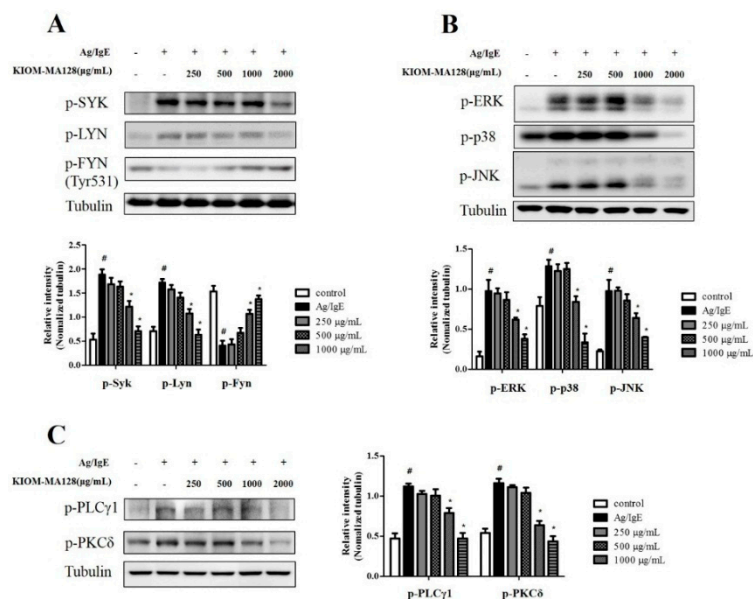 A
Ag/IgE - + + + + +
KIOM-MA128(μg/mL) - - 250 500 1000 2000
p-SYK
p-LYN
p-FYN
(Tyr531)
Tubulin
Relative intensity
(Nomalized tubulin)
2.5
2.0
1.5
1.0
0.5
0.0
# # #
* * * * * *
p-Syk p-Lyn p-Fyn
control
Ag/IgE
250 μg/mL
500 μg/mL
1000 μg/mL
B
Ag/IgE - + + + + +
KIOM-MA128(μg/mL) - - 250 500 1000 2000
p-ERK
p-p38
p-JNK
Tubulin
Relative intensity
(Nomalized tubulin)
1.5
1.0
0.5
0.0
# # #
* * * * * *
p-ERK p-p38 p-JNK
control
Ag/IgE
250 μg/mL
500 μg/mL
1000 μg/mL
C
Ag/IgE - + + + + +
KIOM-MA128(μg/mL) - - 250 500 1000 2000
p-PLCγ1
p-PKCδ
Tubulin
Relative intensity
(Nomalized tubulin)
1.5
1.0
0.5
0.0
# #
* * * *
p-PLCγ1 p-PKCδ
control
Ag/IgE
250 μg/mL
500 μg/mL
1000 μg/mL